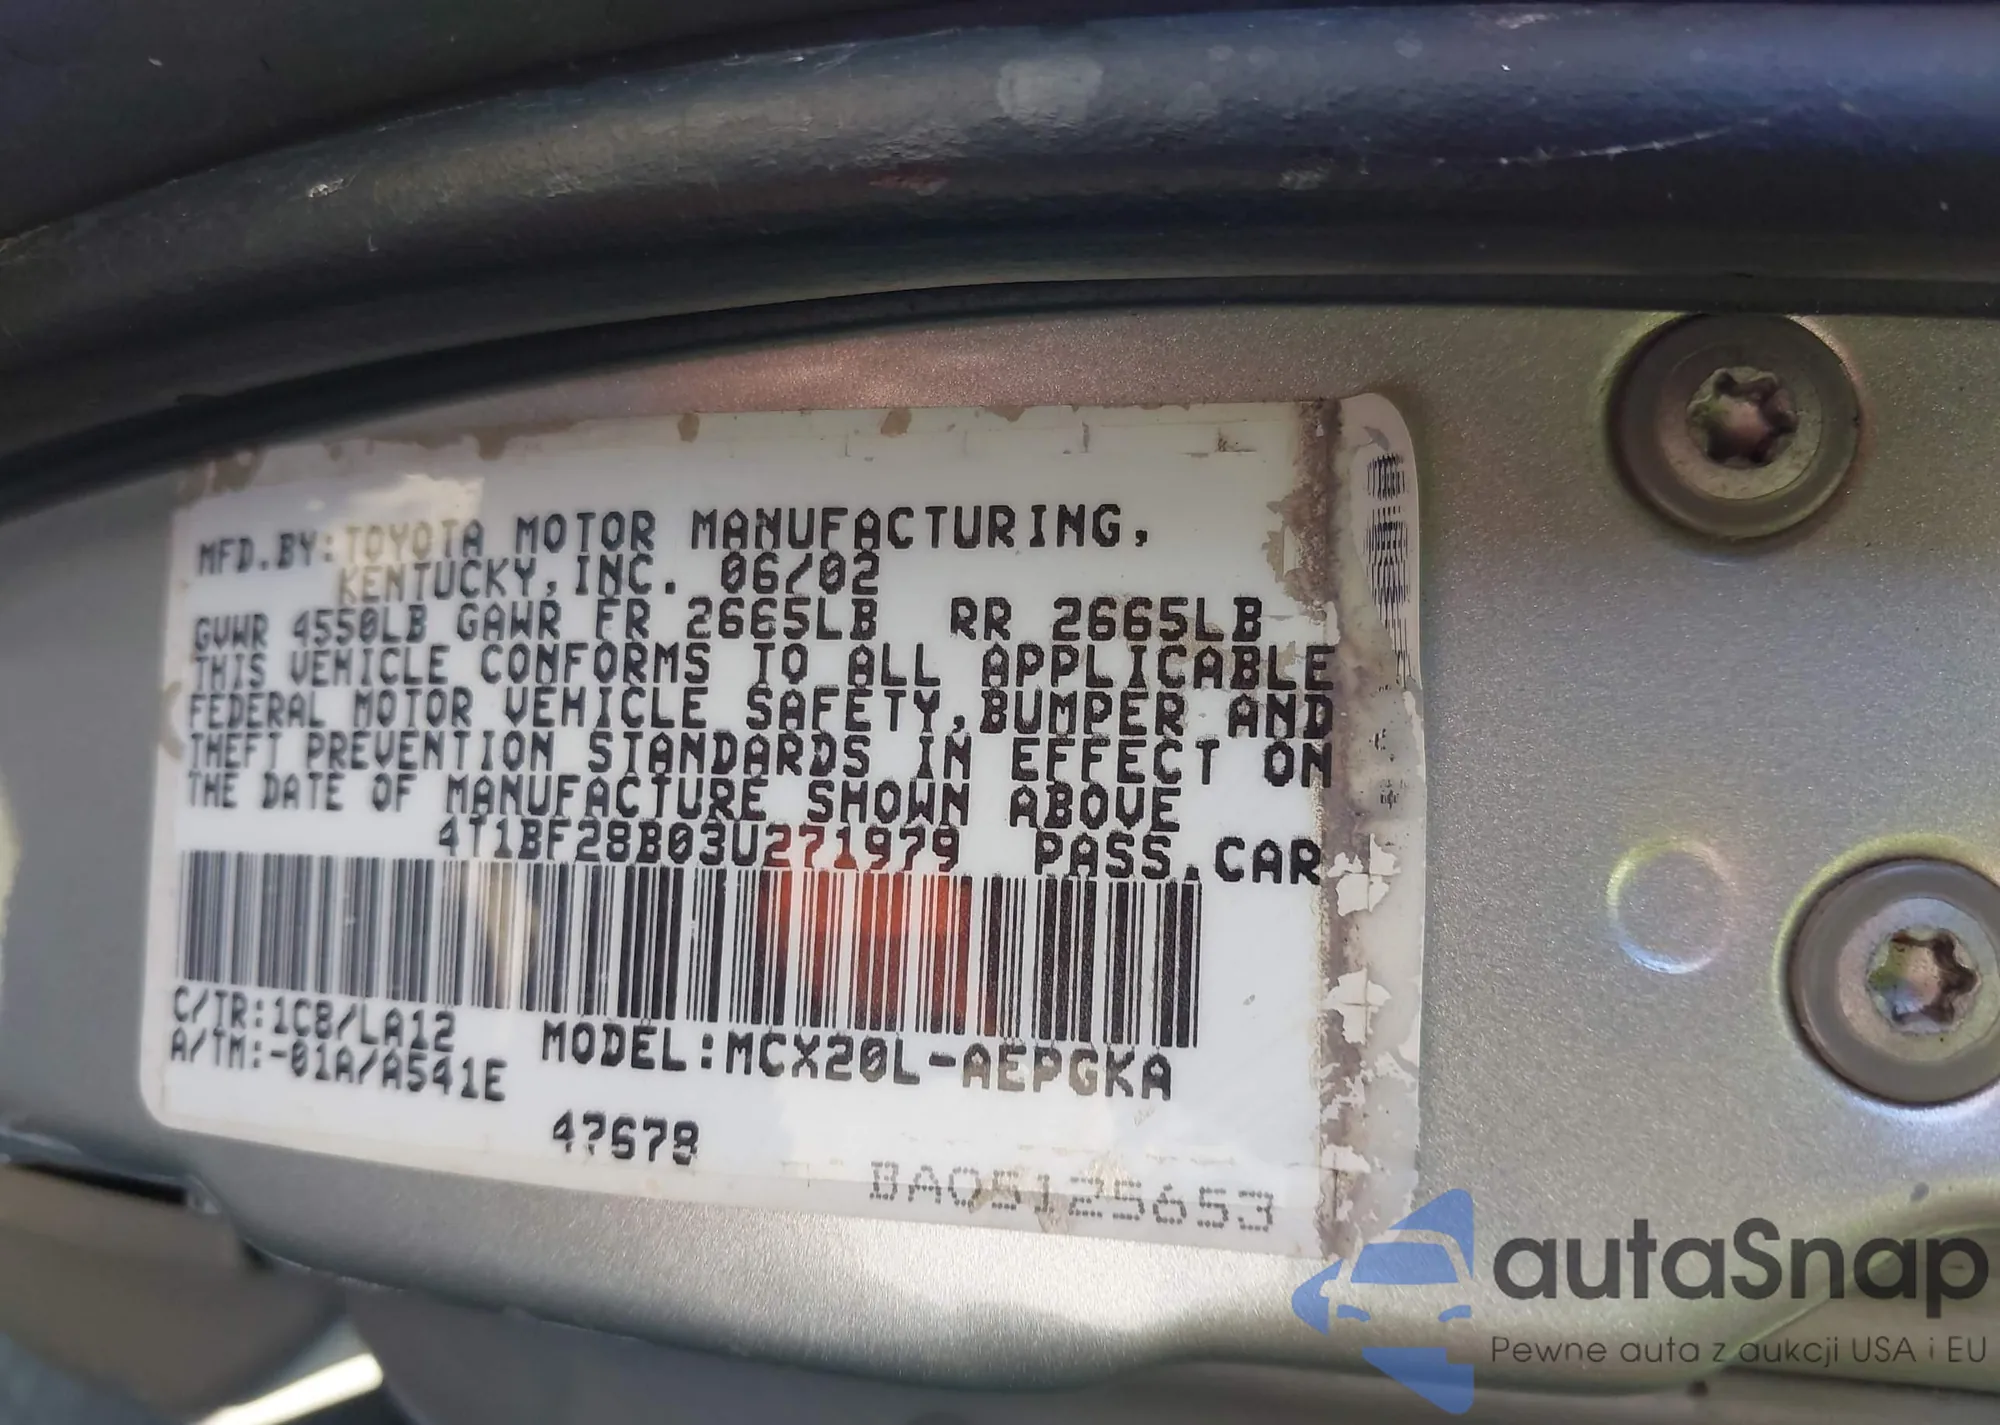 MFD.BY:TOYOTA MOTOR MANUFACTURING,
KENTUCKY,INC. 06/02
GVWR 4550LB GAWR FR 2665LB RR 2665LB
THIS VEHICLE CONFORMS TO ALL APPLICABLE
FEDERAL MOTOR VEHICLE SAFETY,BUMPER AND
THEFT PREVENTION STANDARDS IN EFFECT ON
THE DATE OF MANUFACTURE SHOWN ABOVE
4T1BF28B03U271979 PASS.CAR
C/TR:1C8/LA12
A/TM:-01A/A541E
MODEL:MCX20L-AEPGKA
47678
BA05125653
autaSnap
Pewne auta z aukcji USA i EU